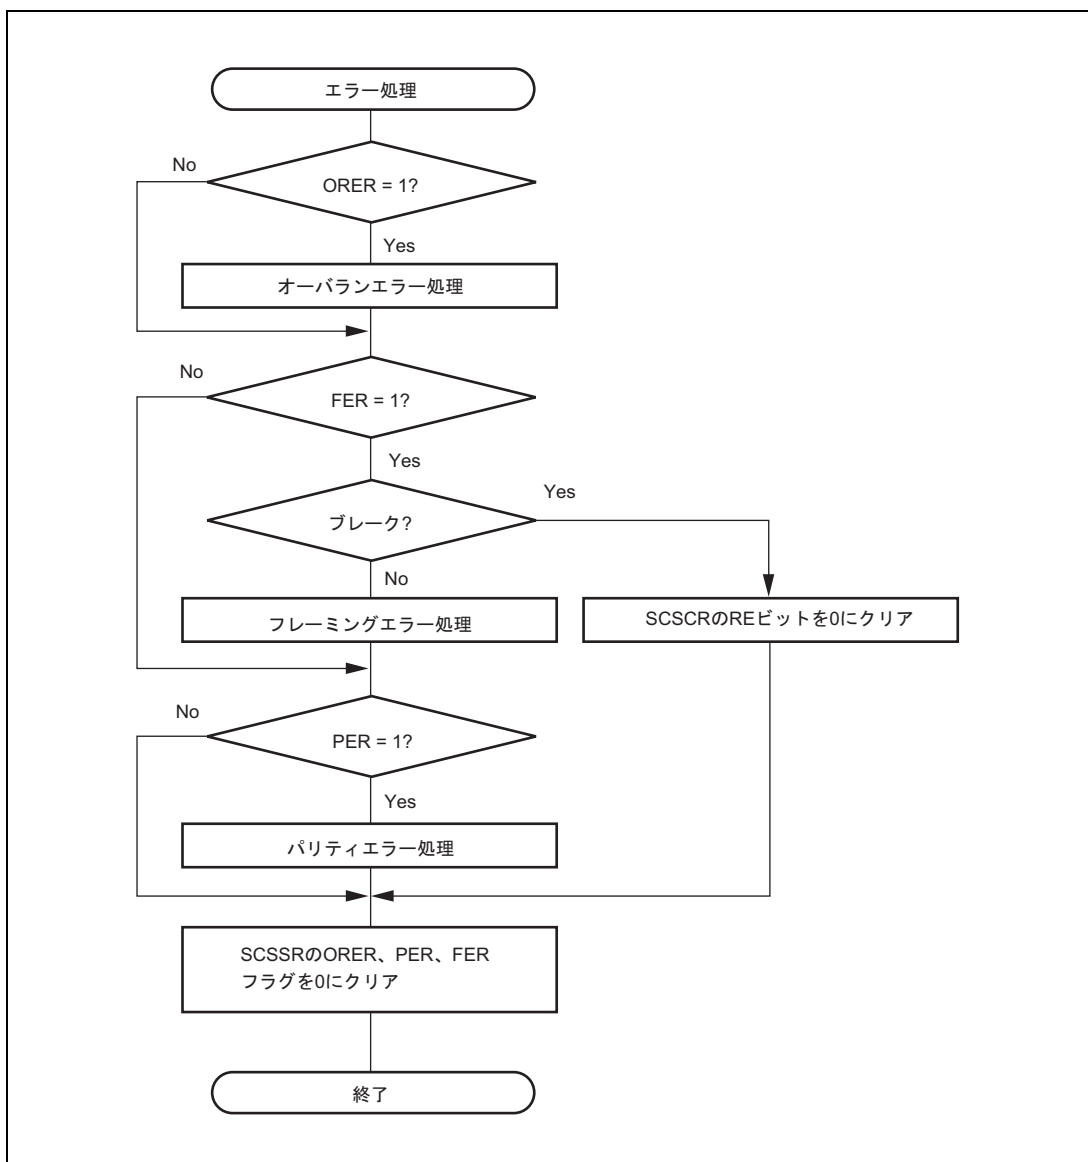 エラー処理
No
ORER = 1?
Yes
オーバランエラー処理
No
FER = 1?
Yes
Yes
ブレーク?
No
フレーミングエラー処理
SCSCRのREビットを0にクリア
No
PER = 1?
Yes
パリティエラー処理
SCSSRのORER、PER、FER
フラグを0にクリア
終了